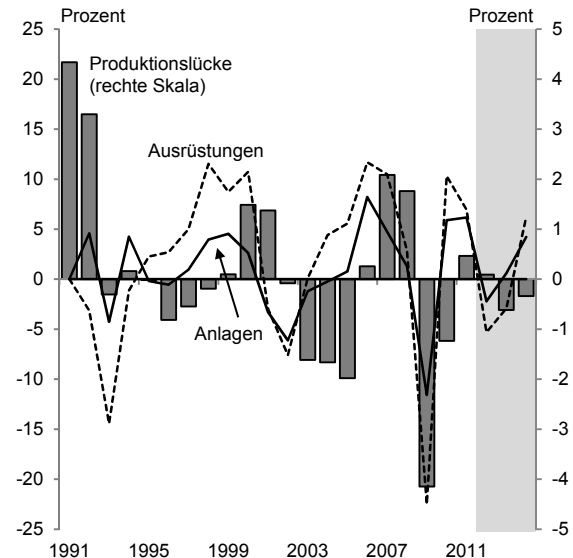 Prozent Prozent
25 5
20 4
15 3
10 2
5 1
0 0
-5 -1
-10 -2
-15 -3
-20 -4
-25 -5
Produktionslücke
(rechte Skala)
Ausrüstungen
Anlagen
1991 1995 1999 2003 2007 2011